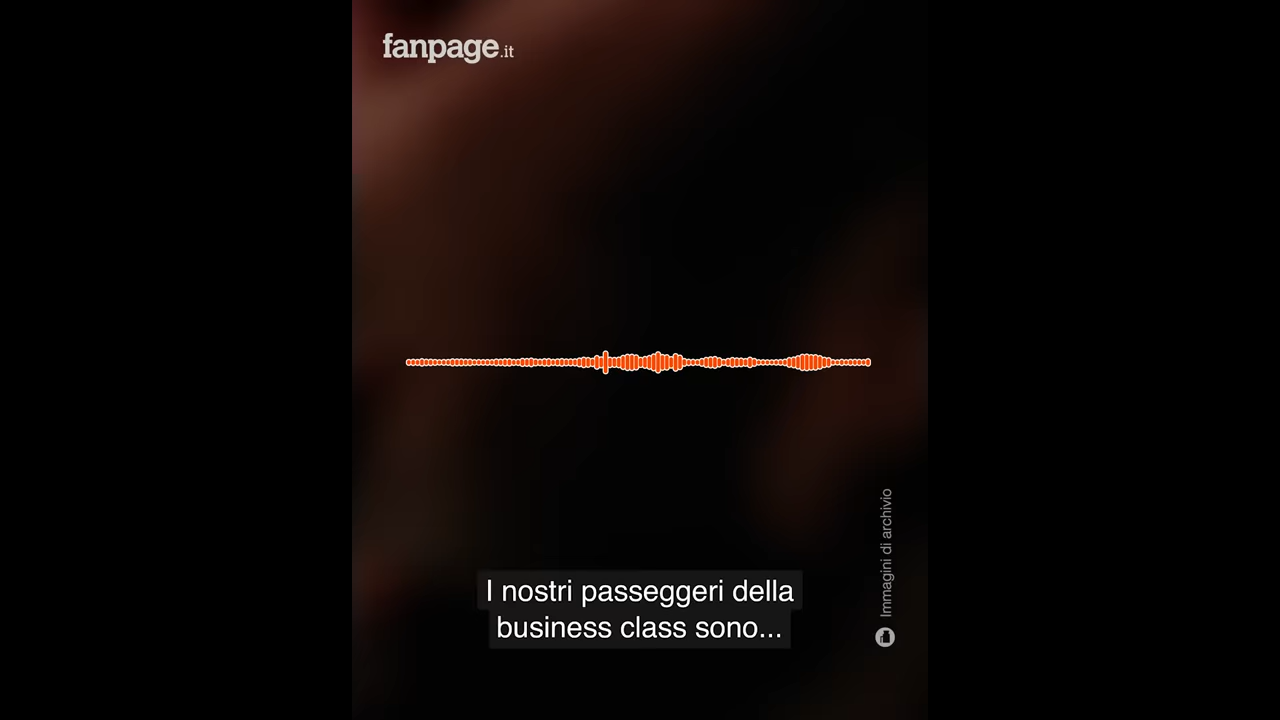 fanpage.it
Immagini di archivio
I nostri passeggeri della
business class sono...